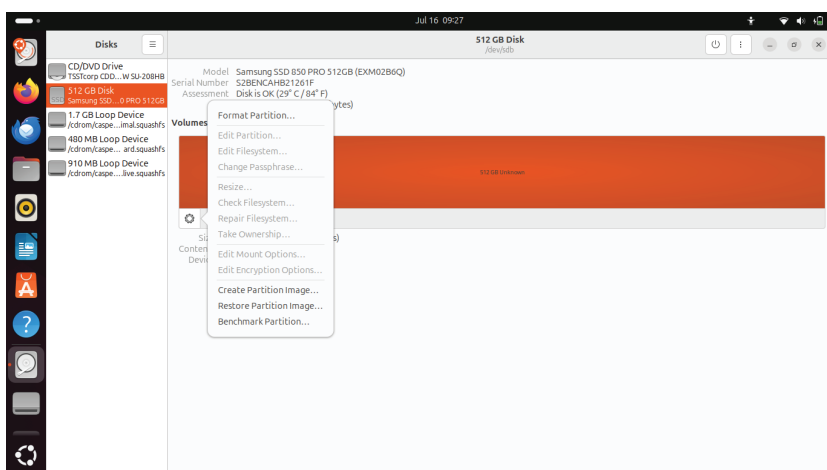 Jul 16 09:27
Disks
512 GB Disk
/dev/sdb
CD/DVD Drive
TSSTcorp CDD...W SU-208HB
512 GB Disk
Samsung SSD...0 PRO 512GB
1.7 GB Loop Device
/cdrom/caspe...imal.squashfs
480 MB Loop Device
/cdrom/caspe... ard.squashfs
910 MB Loop Device
/cdrom/caspe....live.squashfs
Model Samsung SSD 850 PRO 512GB (EXM02B6Q)
Serial Number S2BENCAHB21261F
Assessment Disk is OK (29° C / 84° F)
ytes)
Volumes
512 GB Unknown
Format Partition...
Edit Partition...
Edit Filesystem...
Change Passphrase...
Resize...
Check Filesystem...
Repair Filesystem...
Take Ownership...
Edit Mount Options...
Edit Encryption Options...
Create Partition Image...
Restore Partition Image...
Benchmark Partition...
Siz
s)
Conten
Devic